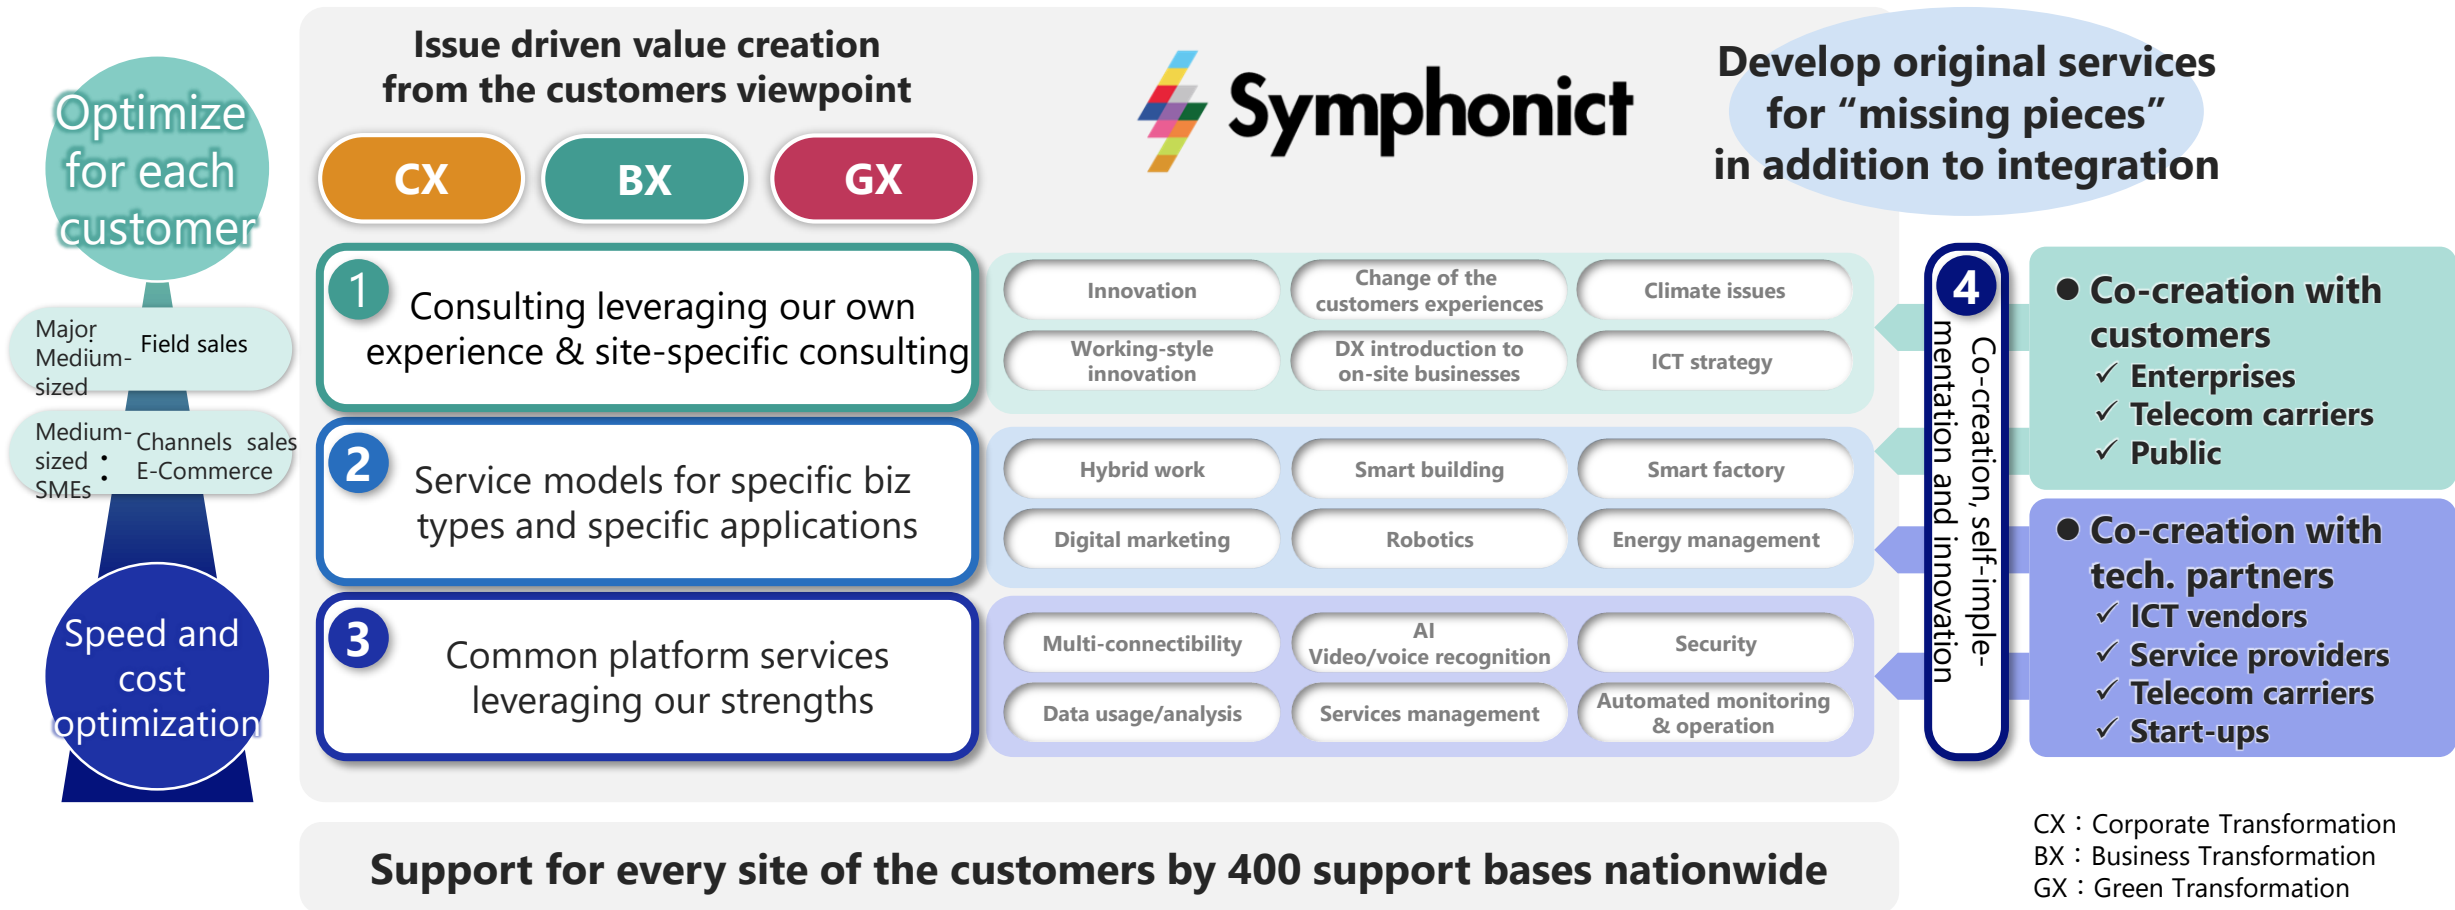 Issue driven value creation
from the customers viewpoint
Symphonict
Develop original services
for “missing pieces”
in addition to integration
Optimize
for each
customer
CX
BX
GX
Major
Medium-
sized
Field sales
Medium-
sized :
SMEs :
Channels sales
E-Commerce
Speed and
cost
optimization
1
Consulting leveraging our own
experience & site-specific consulting
Innovation
Change of the
customers experiences
Climate issues
Working-style
innovation
DX introduction to
on-site businesses
ICT strategy
2
Service models for specific biz
types and specific applications
Hybrid work
Smart building
Smart factory
Digital marketing
Robotics
Energy management
3
Common platform services
leveraging our strengths
Multi-connectibility
AI
Video/voice recognition
Security
Data usage/analysis
Services management
Automated monitoring
& operation
4
Co-creation, self-imple-
mentation and innovation
● Co-creation with
customers
✓ Enterprises
✓ Telecom carriers
✓ Public
● Co-creation with
tech. partners
✓ ICT vendors
✓ Service providers
✓ Telecom carriers
✓ Start-ups
Support for every site of the customers by 400 support bases nationwide
CX：Corporate Transformation
BX：Business Transformation
GX：Green Transformation